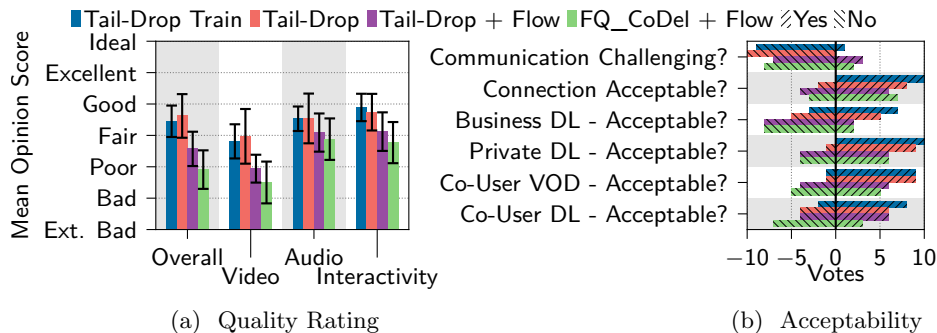 Tail-Drop Train Tail-Drop Tail-Drop + Flow FQ_CoDel + Flow Yes No
Mean Opinion Score
Ideal
Excellent
Good
Fair
Poor
Bad
Ext. Bad
Overall
Video
Audio
Interactivity
(a) Quality Rating
Communication Challenging?
Connection Acceptable?
Business DL - Acceptable?
Private DL - Acceptable?
Co-User VOD - Acceptable?
Co-User DL - Acceptable?
−10 −5 0 5 10
Votes
(b) Acceptability